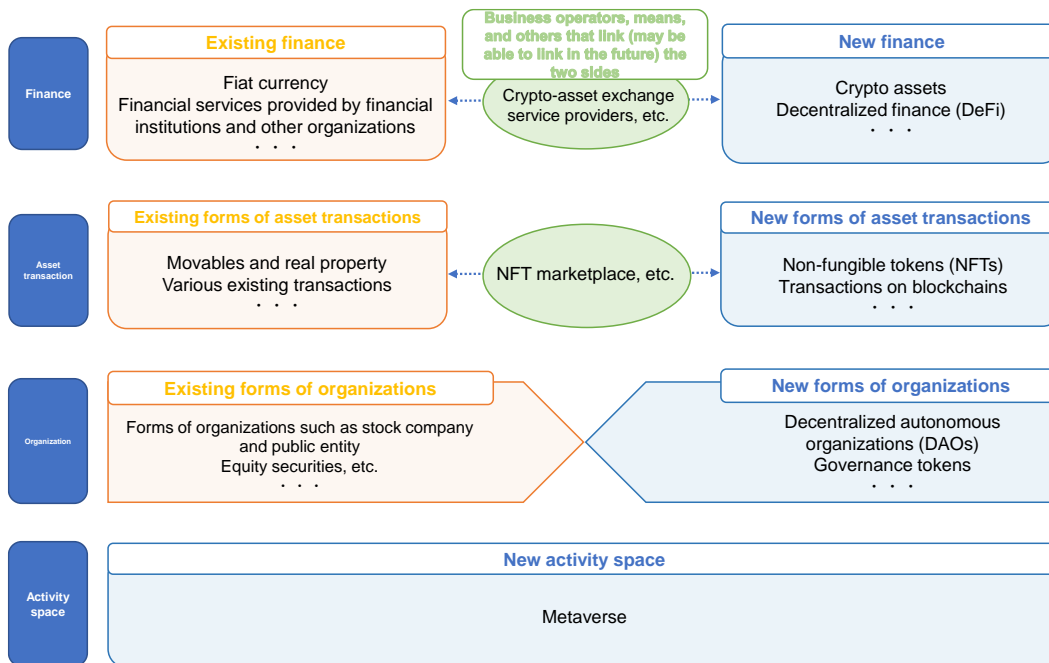 Business operators, means,
and others that link (may be
able to link in the future) the
two sides
Finance
Existing finance
Fiat currency
Financial services provided by financial
institutions and other organizations
・・・
Crypto-asset exchange
service providers, etc.
New finance
Crypto assets
Decentralized finance (DeFi)
・・・
Asset
transaction
Existing forms of asset transactions
Movables and real property
Various existing transactions
・・・
NFT marketplace, etc.
New forms of asset transactions
Non-fungible tokens (NFTs)
Transactions on blockchains
・・・
Organization
Existing forms of organizations
Forms of organizations such as stock company
and public entity
Equity securities, etc.
・・・
New forms of organizations
Decentralized autonomous
organizations (DAOs)
Governance tokens
・・・
Activity
space
New activity space
Metaverse